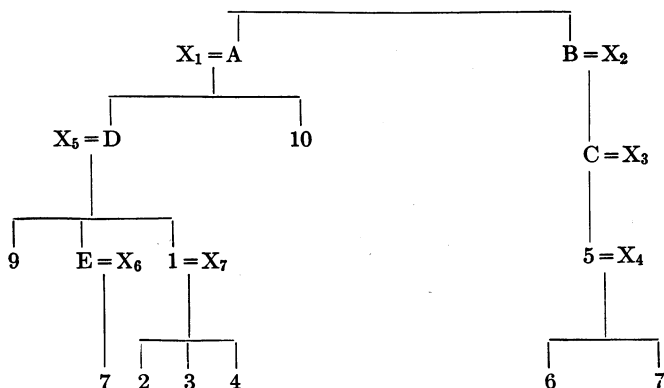 X₁ = A B = X₂
X₅ = D 10 C = X₃
9 E = X₆ 1 = X₇ 5 = X₄
7 2 3 4 6 7